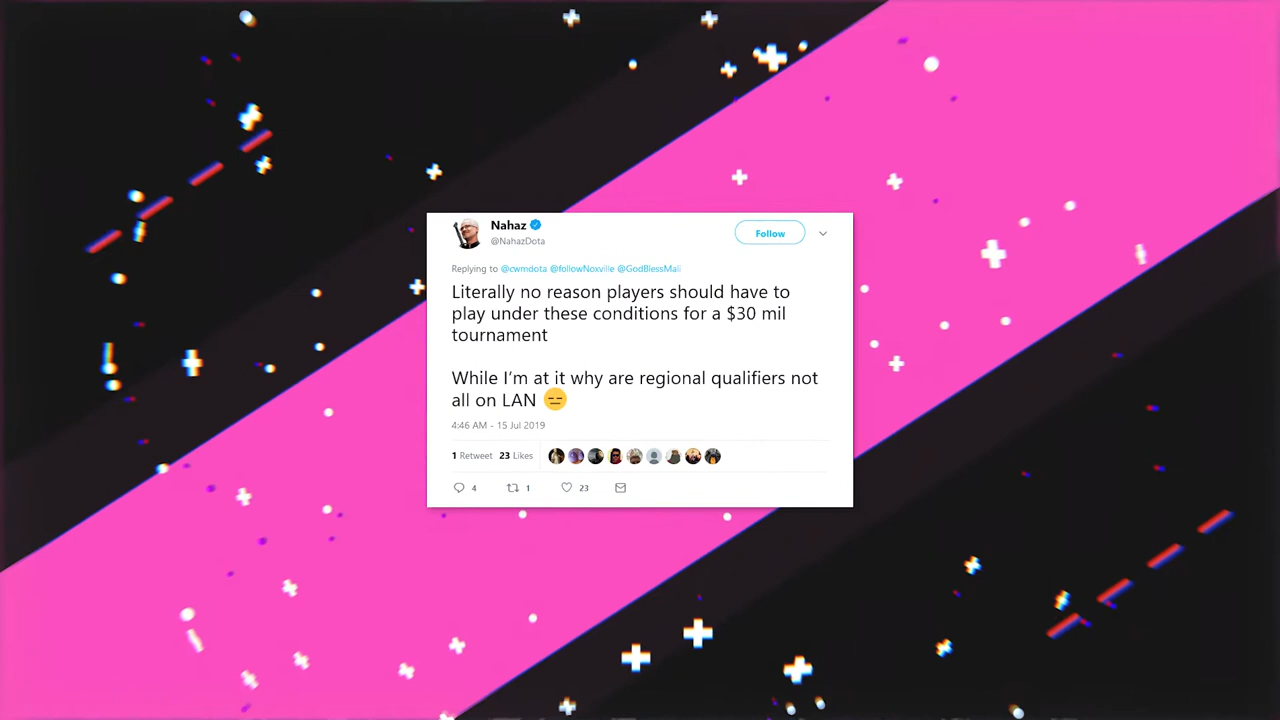 Nahaz
@NahazDota
Follow
Replying to @cwmdota @followNoxville @GodBlessMali
Literally no reason players should have to
play under these conditions for a $30 mil
tournament
While I'm at it why are regional qualifiers not
all on LAN 😑
4:46 AM - 15 Jul 2019
1 Retweet 23 Likes
4 1 23